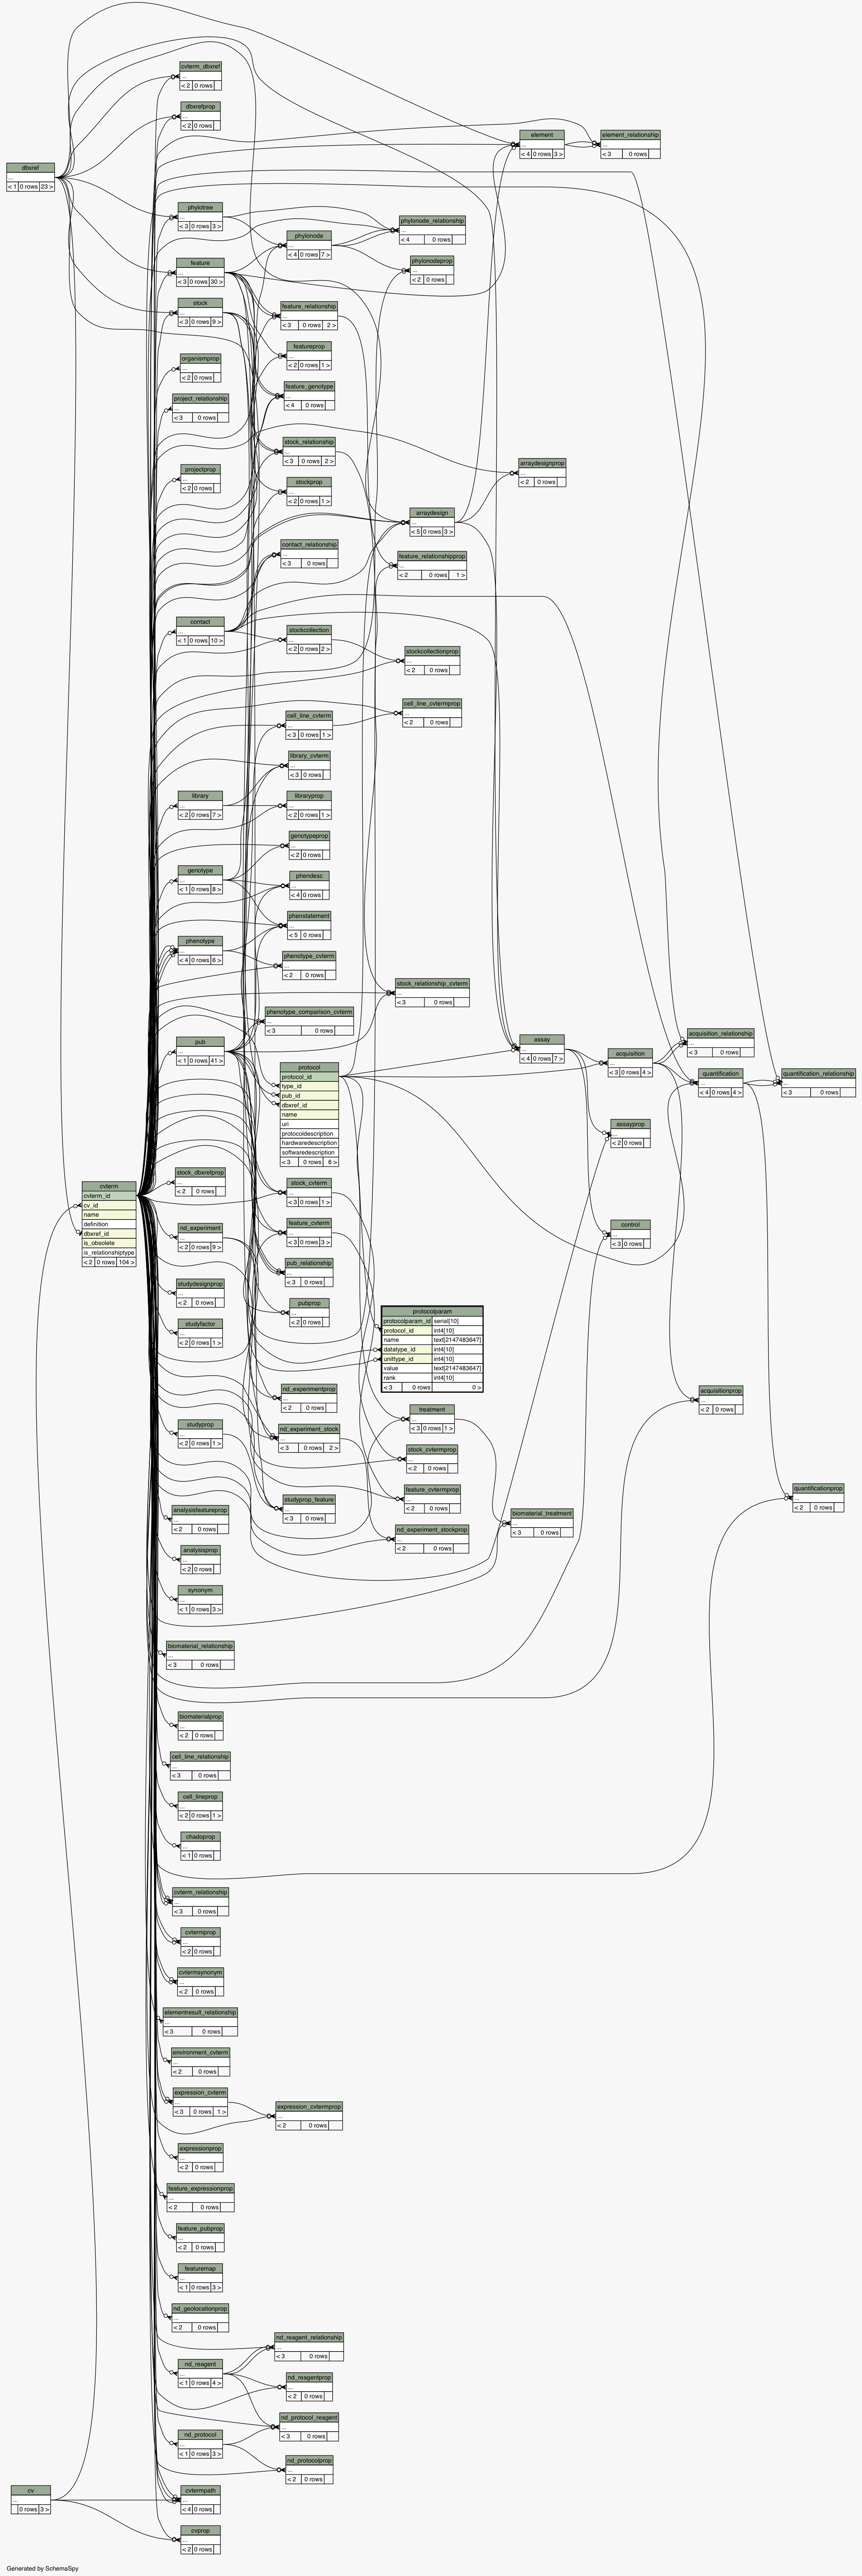 cvterm_dbxref
...
< 2 0 rows
dbxrefprop
...
< 2 0 rows
element
...
< 4 0 rows 3 >
element_relationship
...
< 3 0 rows
dbxref
...
< 1 0 rows 23 >
phylotree
...
< 3 0 rows 3 >
phylonode_relationship
...
< 4 0 rows
phylonode
...
< 4 0 rows 7 >
feature
...
< 3 0 rows 30 >
phylonodeprop
...
< 2 0 rows
stock
...
< 3 0 rows 9 >
feature_relationship
...
< 3 0 rows 2 >
featureprop
...
< 2 0 rows 1 >
organismprop
...
< 2 0 rows
feature_genotype
...
< 4 0 rows
project_relationship
...
< 3 0 rows
stock_relationship
...
< 3 0 rows 2 >
projectprop
...
< 2 0 rows
arraydesignprop
...
< 2 0 rows
stockprop
...
< 2 0 rows 1 >
arraydesign
...
< 5 0 rows 3 >
contact_relationship
...
< 3 0 rows
feature_relationshipprop
...
< 2 0 rows 1 >
contact
...
< 1 0 rows 10 >
stockcollection
...
< 2 0 rows 2 >
stockcollectionprop
...
< 2 0 rows
cell_line_cvtermprop
...
< 2 0 rows
cell_line_cvterm
...
< 3 0 rows 1 >
library_cvterm
...
< 3 0 rows
library
...
< 2 0 rows 7 >
libraryprop
...
< 2 0 rows 1 >
genotypeprop
...
< 2 0 rows
genotype
...
< 1 0 rows 8 >
phendesc
...
< 4 0 rows
phenstatement
...
< 5 0 rows
phenotype
...
< 4 0 rows 6 >
phenotype_cvterm
...
< 2 0 rows
stock_relationship_cvterm
...
< 3 0 rows
phenotype_comparison_cvterm
...
< 3 0 rows
pub
...
< 1 0 rows 41 >
assay
...
< 4 0 rows 7 >
acquisition
...
< 3 0 rows 4 >
acquisition_relationship
...
< 3 0 rows
quantification
...
< 4 0 rows 4 >
quantification_relationship
...
< 3 0 rows
protocol
protocol_id
type_id
pub_id
dbxref_id
name
uri
protocoldescription
hardwaredescription
softwaredescription
< 3 0 rows 6 >
assayprop
...
< 2 0 rows
cvterm
cvterm_id
cv_id
name
definition
dbxref_id
is_obsolete
is_relationshiptype
< 2 0 rows 104 >
stock_dbxrefprop
...
< 2 0 rows
stock_cvterm
...
< 3 0 rows 1 >
nd_experiment
...
< 2 0 rows 9 >
feature_cvterm
...
< 3 0 rows 3 >
control
...
< 3 0 rows
pub_relationship
...
< 3 0 rows
studydesignprop
...
< 2 0 rows
pubprop
...
< 2 0 rows
protocolparam
protocolparam_id serial[10]
protocol_id int4[10]
name text[2147483647]
datatype_id int4[10]
unittype_id int4[10]
value text[2147483647]
rank int4[10]
< 3 0 rows 0 >
studyfactor
...
< 2 0 rows 1 >
nd_experimentprop
...
< 2 0 rows
acquisitionprop
...
< 2 0 rows
treatment
...
< 3 0 rows 1 >
studyprop
...
< 2 0 rows 1 >
nd_experiment_stock
...
< 3 0 rows 2 >
stock_cvtermprop
...
< 2 0 rows
feature_cvtermprop
...
< 2 0 rows
quantificationprop
...
< 2 0 rows
studyprop_feature
...
< 3 0 rows
analysisfeatureprop
...
< 2 0 rows
biomaterial_treatment
...
< 3 0 rows
nd_experiment_stockprop
...
< 2 0 rows
analysisprop
...
< 2 0 rows
synonym
...
< 1 0 rows 3 >
biomaterial_relationship
...
< 3 0 rows
biomaterialprop
...
< 2 0 rows
cell_line_relationship
...
< 3 0 rows
cell_lineprop
...
< 2 0 rows 1 >
chadoprop
...
< 1 0 rows
cvterm_relationship
...
< 3 0 rows
cvtermprop
...
< 2 0 rows
cvtermsynonym
...
< 2 0 rows
elementresult_relationship
...
< 3 0 rows
environment_cvterm
...
< 2 0 rows
expression_cvterm
...
< 3 0 rows 1 >
expression_cvtermprop
...
< 2 0 rows
expressionprop
...
< 2 0 rows
feature_expressionprop
...
< 2 0 rows
feature_pubprop
...
< 2 0 rows
featuremap
...
< 1 0 rows 3 >
nd_geolocationprop
...
< 2 0 rows
nd_reagent_relationship
...
< 3 0 rows
nd_reagent
...
< 1 0 rows 4 >
nd_reagentprop
...
< 2 0 rows
nd_protocol_reagent
...
< 3 0 rows
nd_protocol
...
< 1 0 rows 3 >
nd_protocolprop
...
< 2 0 rows
cv
...
0 rows 3 >
cvtermpath
...
< 4 0 rows
cvprop
...
< 2 0 rows
Generated by SchemaSpy